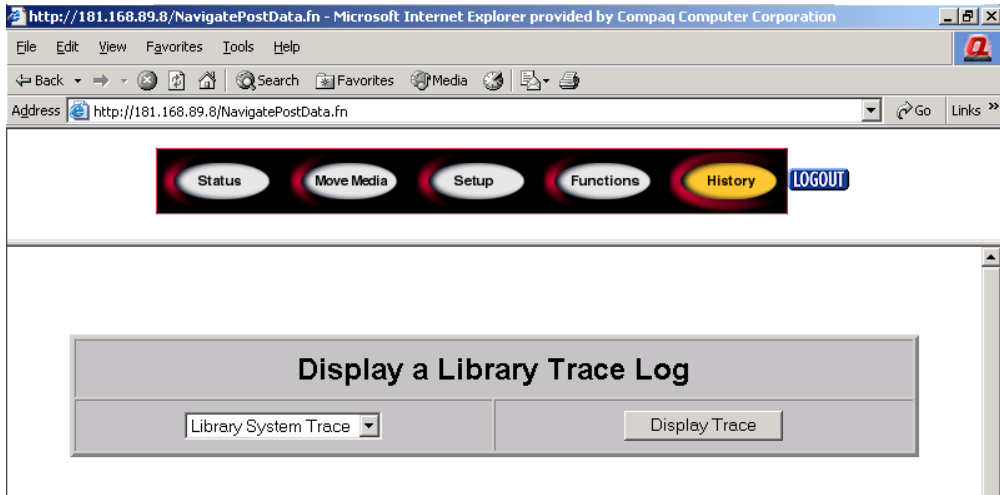 http://181.168.89.8/NavigatePostData.fn - Microsoft Internet Explorer provided by Compaq Computer Corporation
File Edit View Favorites Tools Help
Back Search Favorites Media
Address http://181.168.89.8/NavigatePostData.fn Go Links »
Status Move Media Setup Functions History LOGOUT
Display a Library Trace Log
Library System Trace Display Trace